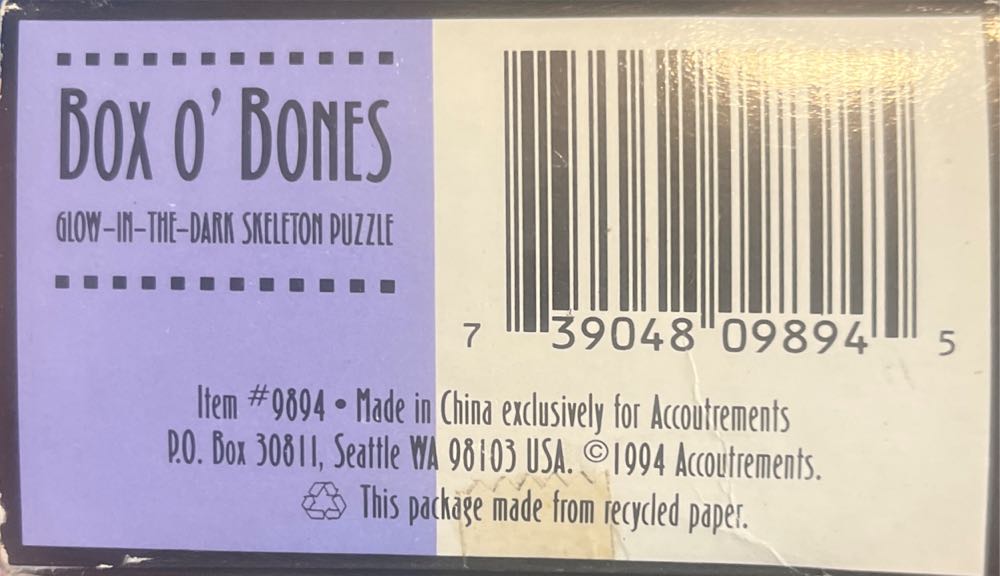 BOX O' BONES
GLOW-IN-THE-DARK SKELETON PUZZLE
7 39048 09894 5
Item #9894 • Made in China exclusively for Accoutrements
P.O. Box 30811, Seattle WA 98103 USA. ©1994 Accoutrements.
This package made from recycled paper.